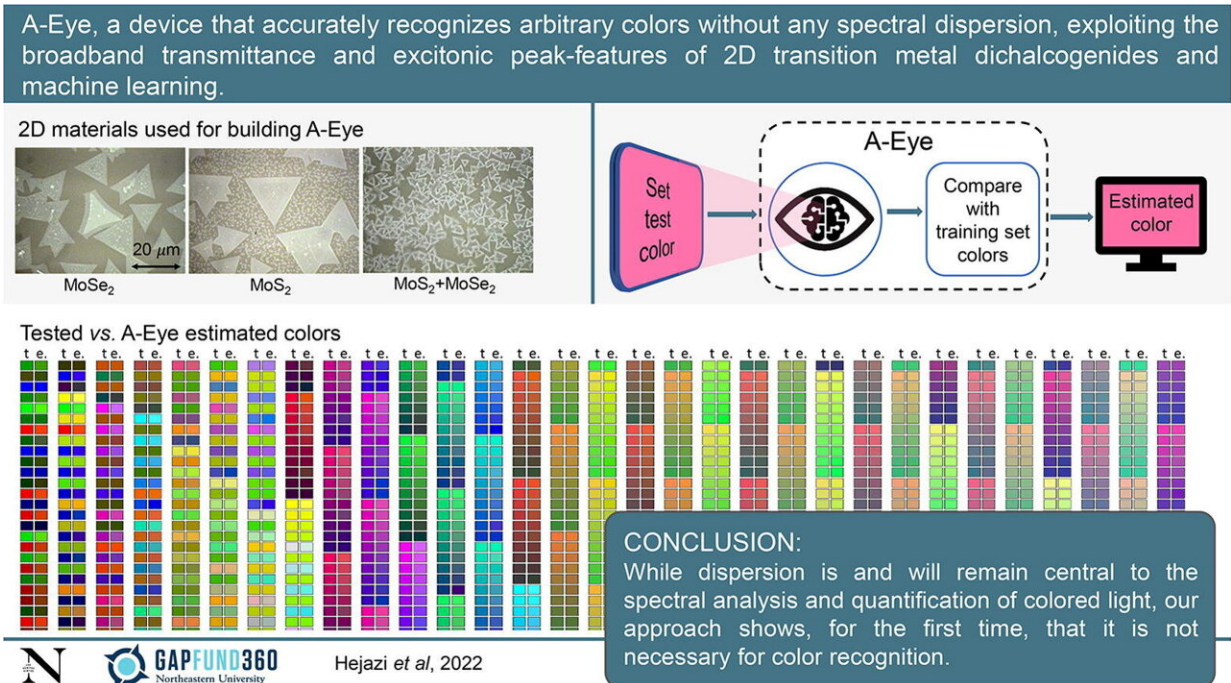 A-Eye, a device that accurately recognizes arbitrary colors without any spectral dispersion, exploiting the
broadband transmittance and excitonic peak-features of 2D transition metal dichalcogenides and
machine learning.
2D materials used for building A-Eye
20 μm
MoSe₂
MoS₂
MoS₂+MoSe₂
A-Eye
Set
test
color
Compare
with
training set
colors
Estimated
color
Tested vs. A-Eye estimated colors
t e. t e. t e. t e. t e. t e. t e. t e. t e. t e. t e. t e. t e. t e. t e. t e. t e. t e. t e. t e. t e. t e. t e. t e. t e. t e. t e. t e. t e. t e. t e.
CONCLUSION:
While dispersion is and will remain central to the
spectral analysis and quantification of colored light, our
approach shows, for the first time, that it is not
necessary for color recognition.
N
GAPFUND360
Northeastern University
Hejazi et al, 2022